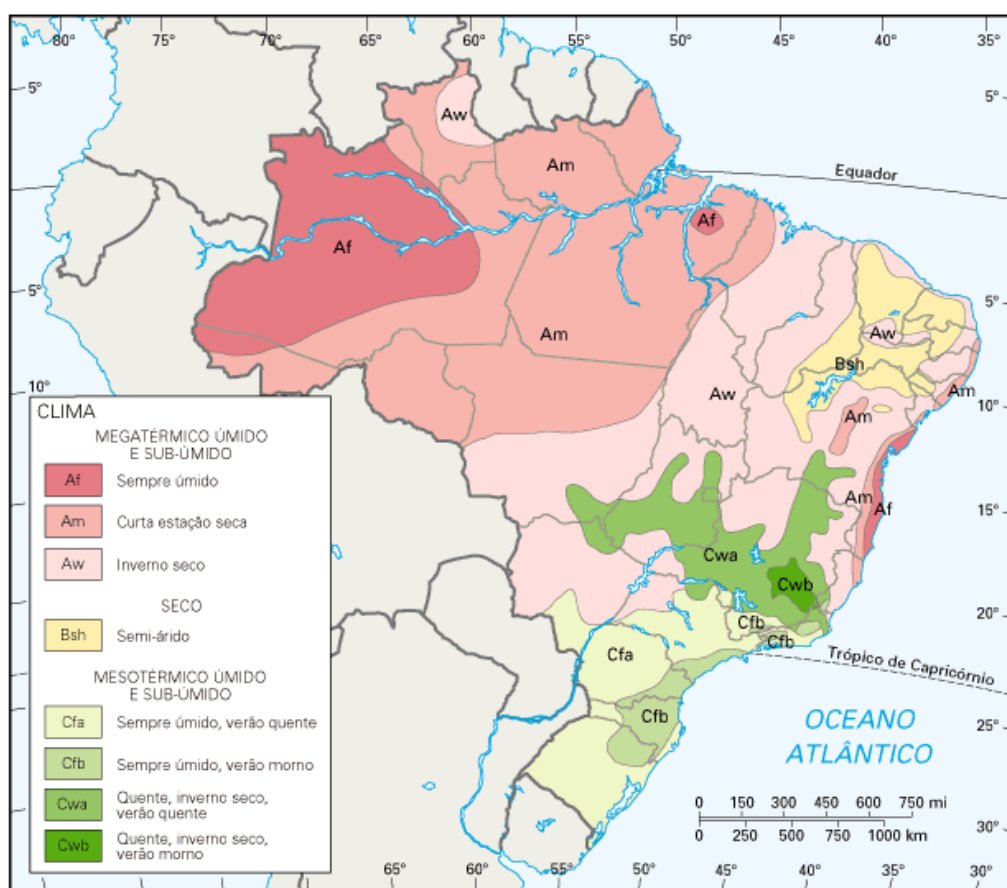 80° 75° 70° 65° 60° 55° 50° 45° 40° 35°
5° 5°
Aw
Am
Equador
Af
Af
5° Am 5°
Aw
Bsh
10° Aw Am 10°
Am
Am
Af 15°
Cwa
Cwb
Cfb 20°
Cfb
Cfa
Trópico de Capricórnio
Cfb
OCEANO
ATLÂNTICO
25°
0 150 300 450 600 750 mi
0 250 500 750 1000 km
30°
65° 60° 55° 50° 45° 40° 35°
CLIMA
MEGATÉRMICO ÚMIDO
E SUB-ÚMIDO
Af Sempre úmido
Am Curta estação seca
Aw Inverno seco
SECO
Bsh Semi-árido
MESOTÉRMICO ÚMIDO
E SUB-ÚMIDO
Cfa Sempre úmido, verão quente
Cfb Sempre úmido, verão morno
Cwa Quente, inverno seco,
verão quente
Cwb Quente, inverno seco,
verão morno